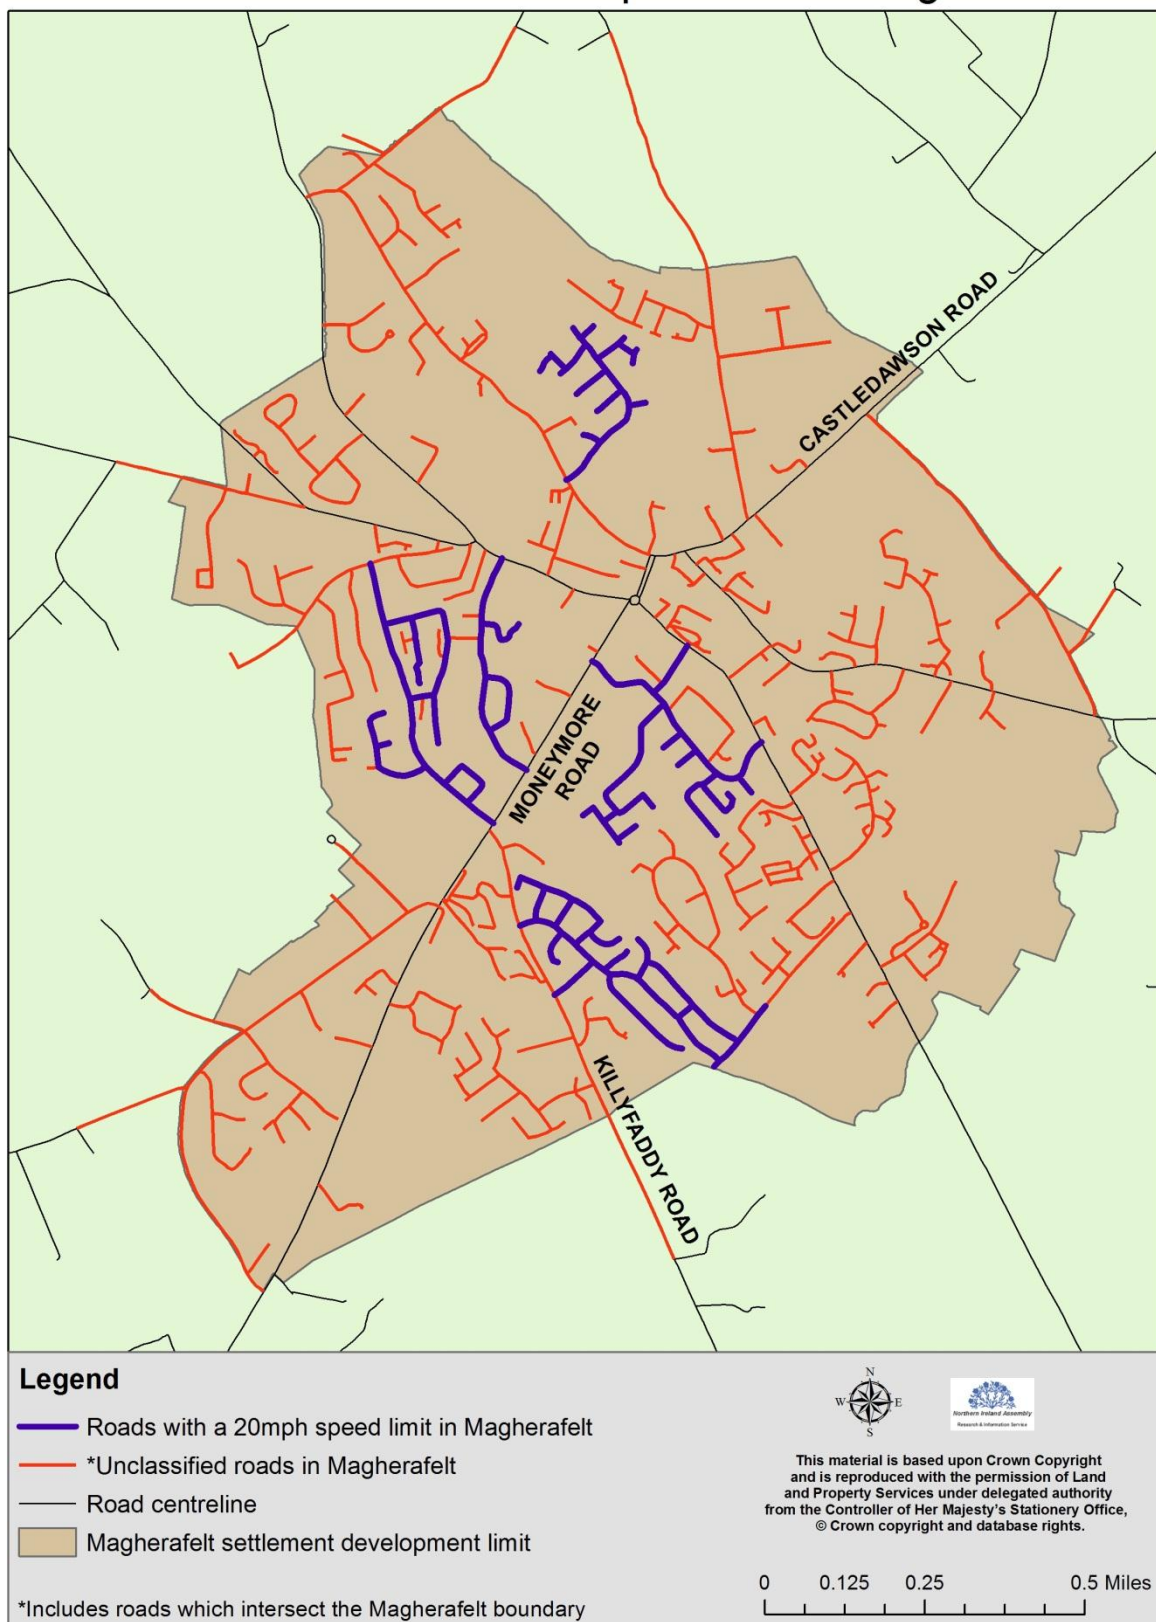 CASTLEDAWSON ROAD
MONEYMORE
ROAD
KILLYFADDY ROAD
Legend
Roads with a 20mph speed limit in Magherafelt
*Unclassified roads in Magherafelt
Road centreline
Magherafelt settlement development limit
*Includes roads which intersect the Magherafelt boundary
N
W E
S
Northern Ireland Assembly
Research & Information Service
This material is based upon Crown Copyright
and is reproduced with the permission of Land
and Property Services under delegated authority
from the Controller of Her Majesty's Stationery Office,
© Crown copyright and database rights.
0 0.125 0.25 0.5 Miles